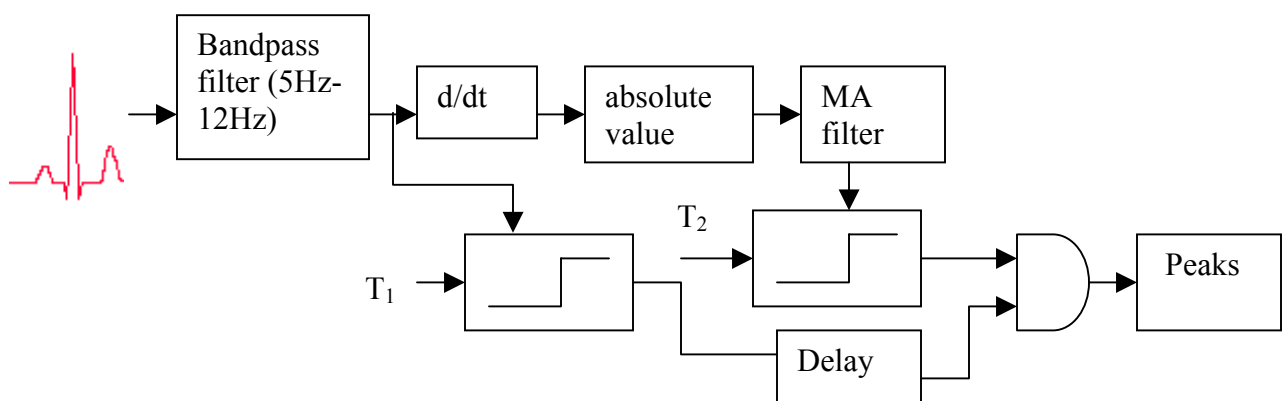 Bandpass
filter (5Hz-
12Hz)
d/dt
absolute
value
MA
filter
T₂
T₁
Peaks
Delay